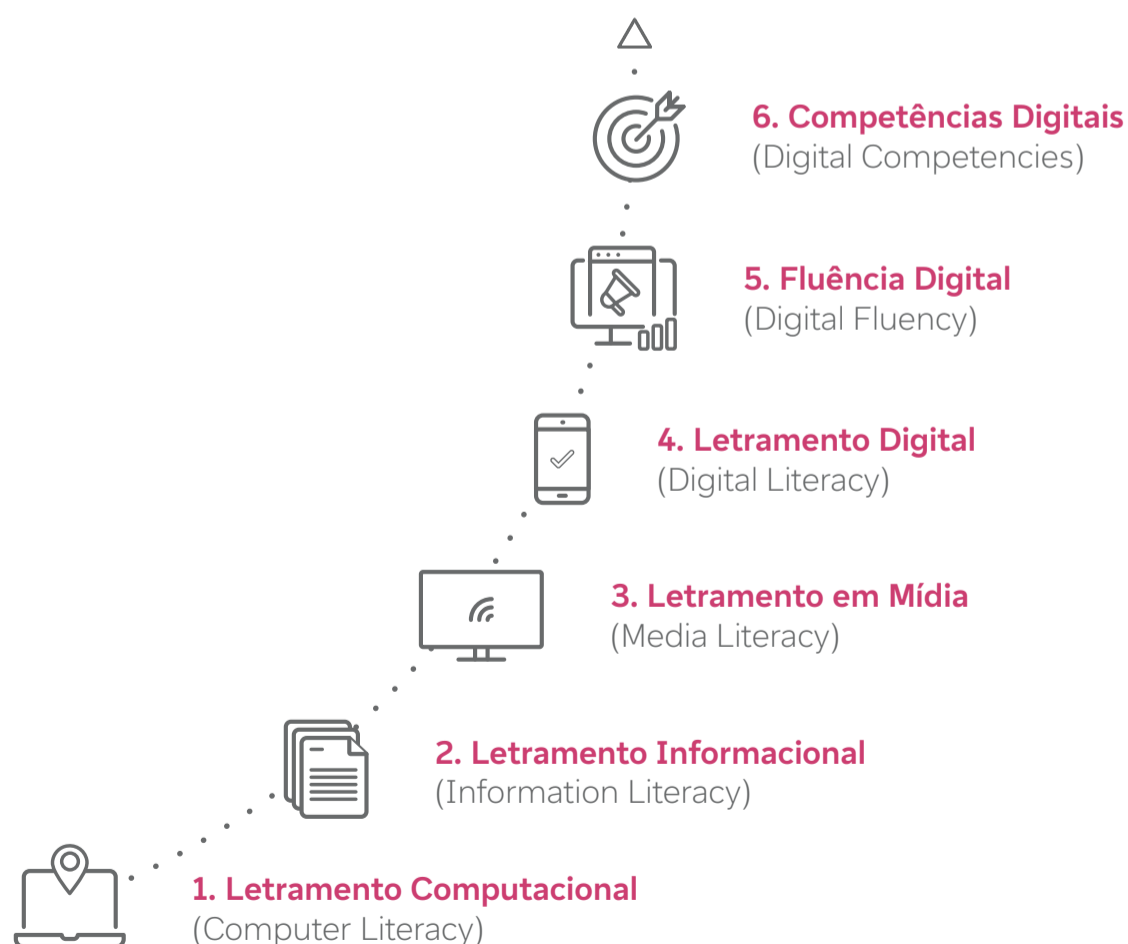 6. Competências Digitais
(Digital Competencies)
5. Fluência Digital
(Digital Fluency)
4. Letramento Digital
(Digital Literacy)
3. Letramento em Mídia
(Media Literacy)
2. Letramento Informacional
(Information Literacy)
1. Letramento Computacional
(Computer Literacy)